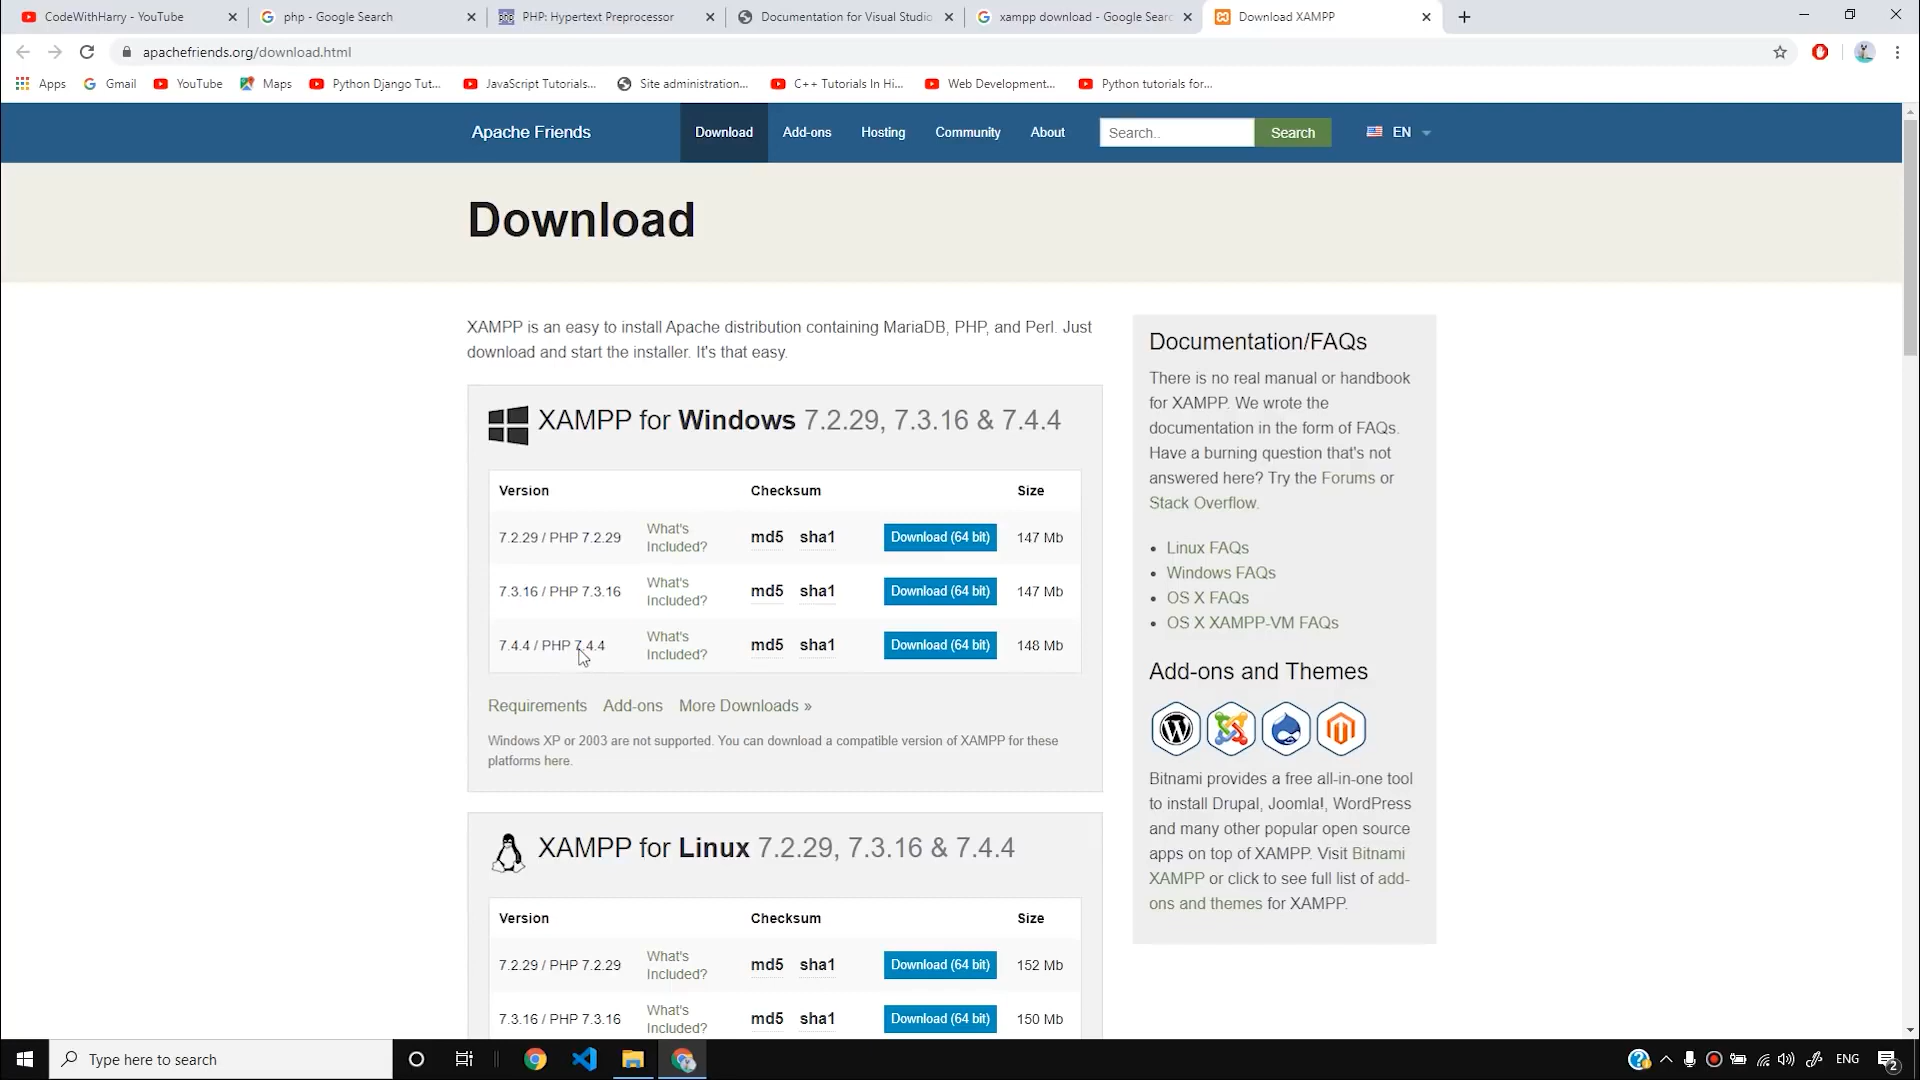 CodeWithHarry - YouTube
php - Google Search
PHP: Hypertext Preprocessor
Documentation for Visual Studio
xampp download - Google Searc
Download XAMPP
apachefriends.org/download.html
Apps
Gmail
YouTube
Maps
Python Django Tut...
JavaScript Tutorials...
Site administration...
C++ Tutorials In Hi...
Web Development...
Python tutorials for...
Apache Friends
Download
Add-ons
Hosting
Community
About
Search..
Search
EN
Download
XAMPP is an easy to install Apache distribution containing MariaDB, PHP, and Perl. Just
download and start the installer. It's that easy.
XAMPP for Windows 7.2.29, 7.3.16 & 7.4.4
Version Checksum Size
7.2.29 / PHP 7.2.29 What's Included? md5 sha1 Download (64 bit) 147 Mb
7.3.16 / PHP 7.3.16 What's Included? md5 sha1 Download (64 bit) 147 Mb
7.4.4 / PHP 7.4.4 What's Included? md5 sha1 Download (64 bit) 148 Mb
Requirements Add-ons More Downloads »
Windows XP or 2003 are not supported. You can download a compatible version of XAMPP for these
platforms here.
XAMPP for Linux 7.2.29, 7.3.16 & 7.4.4
Version Checksum Size
7.2.29 / PHP 7.2.29 What's Included? md5 sha1 Download (64 bit) 152 Mb
7.3.16 / PHP 7.3.16 What's Included? md5 sha1 Download (64 bit) 150 Mb
Documentation/FAQs
There is no real manual or handbook
for XAMPP. We wrote the
documentation in the form of FAQs.
Have a burning question that's not
answered here? Try the Forums or
Stack Overflow.
• Linux FAQs
• Windows FAQs
• OS X FAQs
• OS X XAMPP-VM FAQs
Add-ons and Themes
Bitnami provides a free all-in-one tool
to install Drupal, Joomla!, WordPress
and many other popular open source
apps on top of XAMPP. Visit Bitnami
XAMPP or click to see full list of add-
ons and themes for XAMPP.
Type here to search
ENG
2